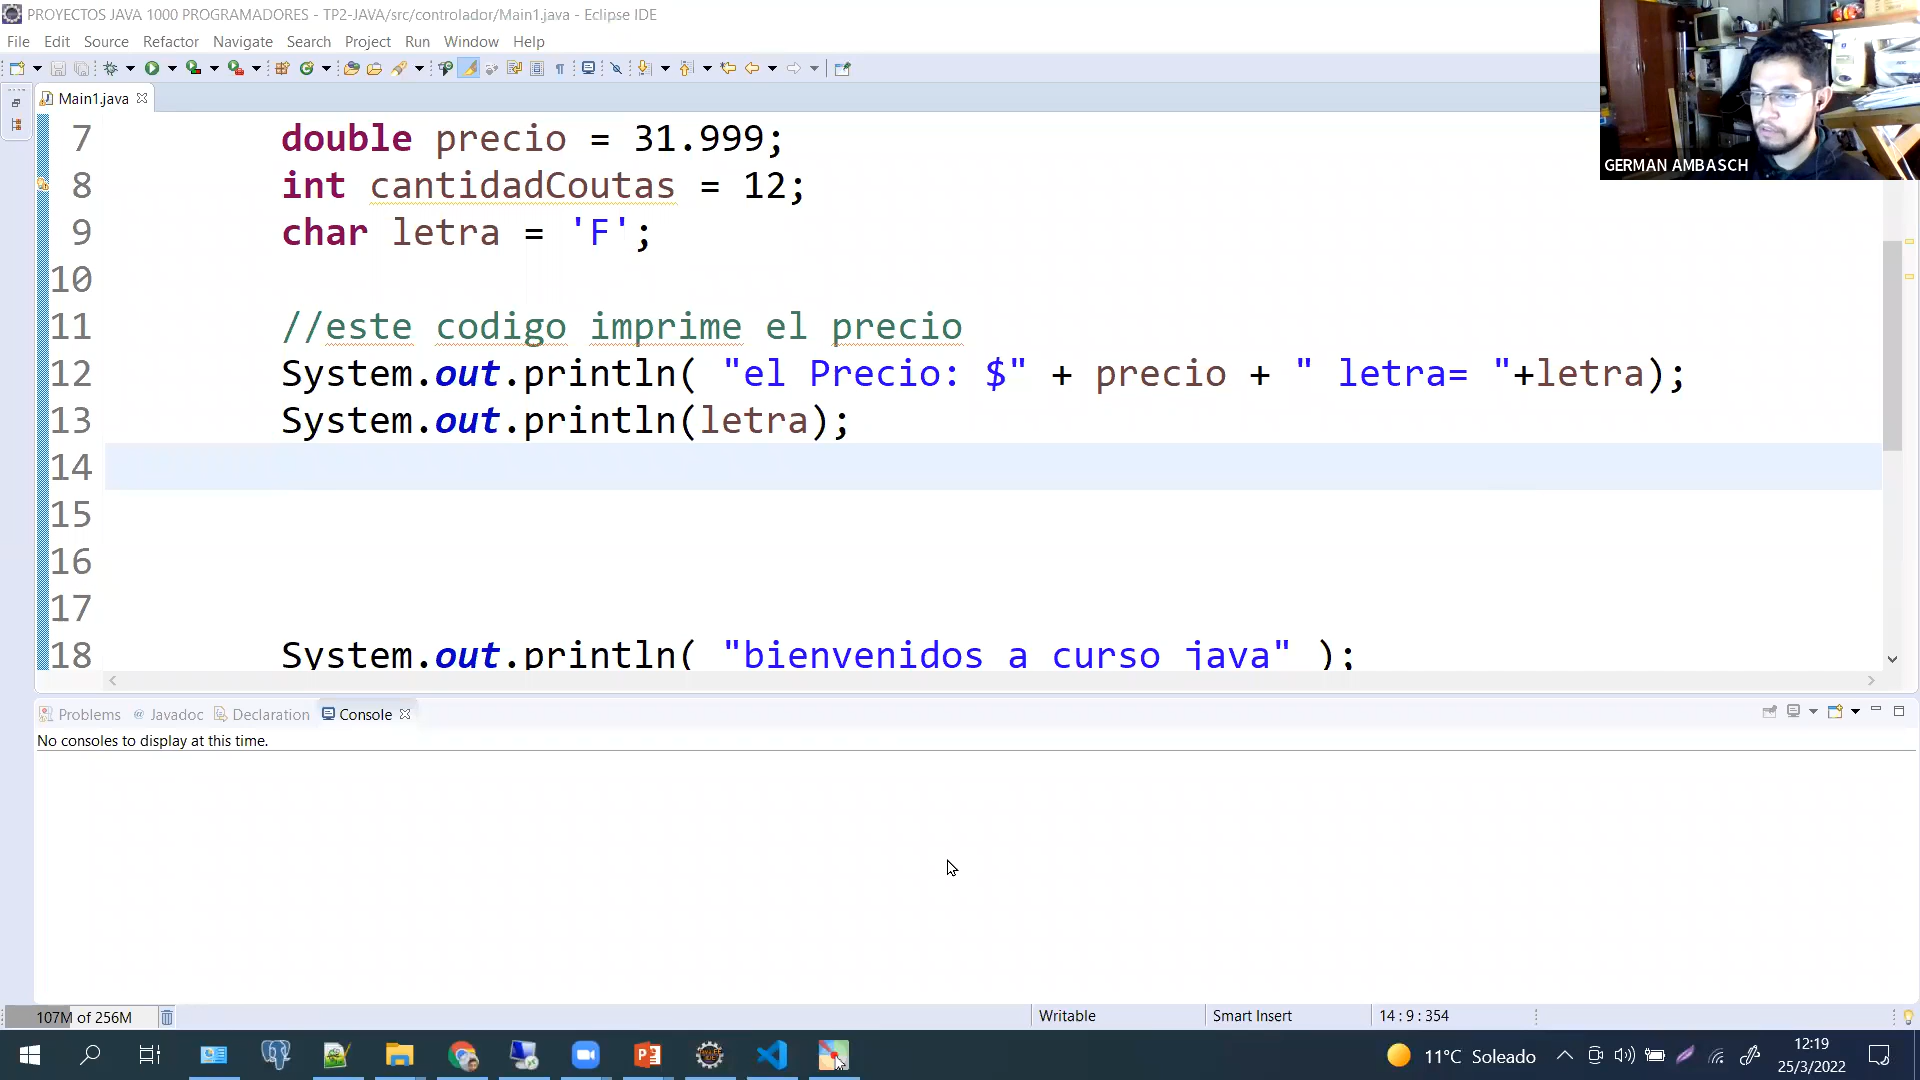 PROYECTOS JAVA 1000 PROGRAMADORES - TP2-JAVA/src/controlador/Main1.java - Eclipse IDE
File Edit Source Refactor Navigate Search Project Run Window Help
Main1.java
7 double precio = 31.999;
8 int cantidadCoutas = 12;
9 char letra = 'F';
10
11 //este codigo imprime el precio
12 System.out.println( "el Precio: $" + precio + " letra= "+letra);
13 System.out.println(letra);
14
15
16
17
18 System.out.println( "bienvenidos a curso java" );
GERMAN AMBASCH
Problems @ Javadoc Declaration Console
No consoles to display at this time.
107M of 256M Writable Smart Insert 14 : 9 : 354
11°C Soleado 12:19
25/3/2022